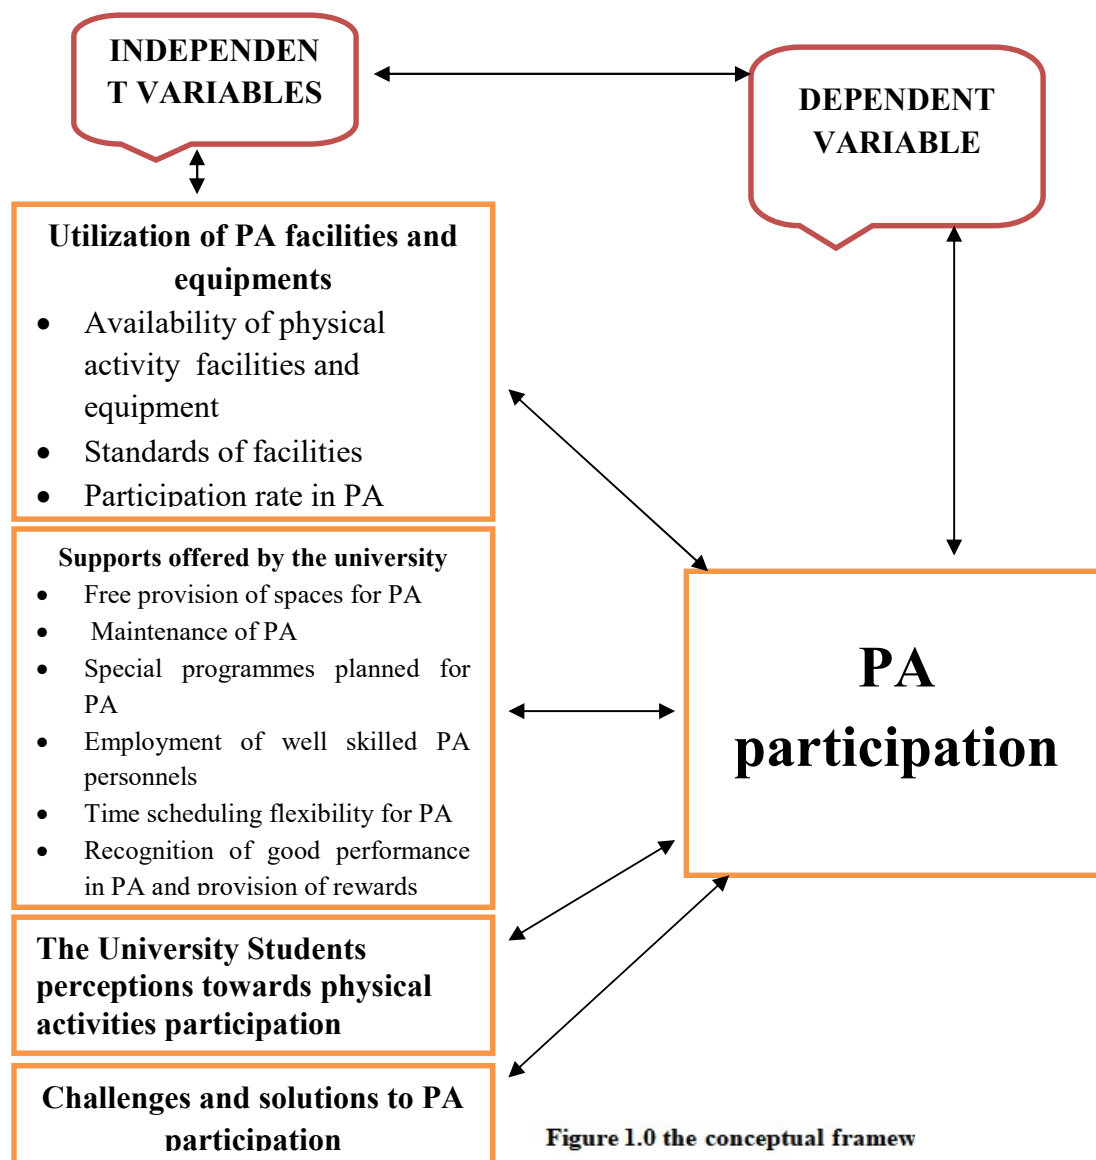 INDEPENDEN
T VARIABLES
DEPENDENT
VARIABLE
Utilization of PA facilities and
equipments
• Availability of physical
activity facilities and
equipment
• Standards of facilities
• Participation rate in PA
Supports offered by the university
• Free provision of spaces for PA
• Maintenance of PA
• Special programmes planned for
PA
• Employment of well skilled PA
personnels
• Time scheduling flexibility for PA
• Recognition of good performance
in PA and provision of rewards
PA
participation
The University Students
perceptions towards physical
activities participation
Challenges and solutions to PA
participation
Figure 1.0 the conceptual framew